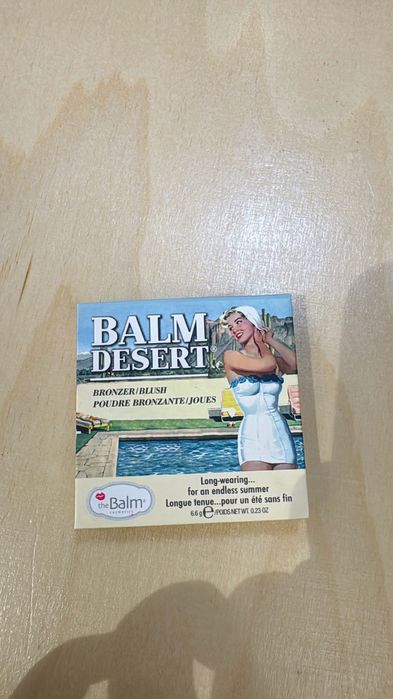 BALM
DESERT®
BRONZER/BLUSH
POUDRE BRONZANTE/JOUES
Long-wearing...
for an endless summer
Longue tenue...pour un été sans fin
6.6 g ℮/POIDS NET WT. 0.23 OZ
the Balm®
COSMETICS